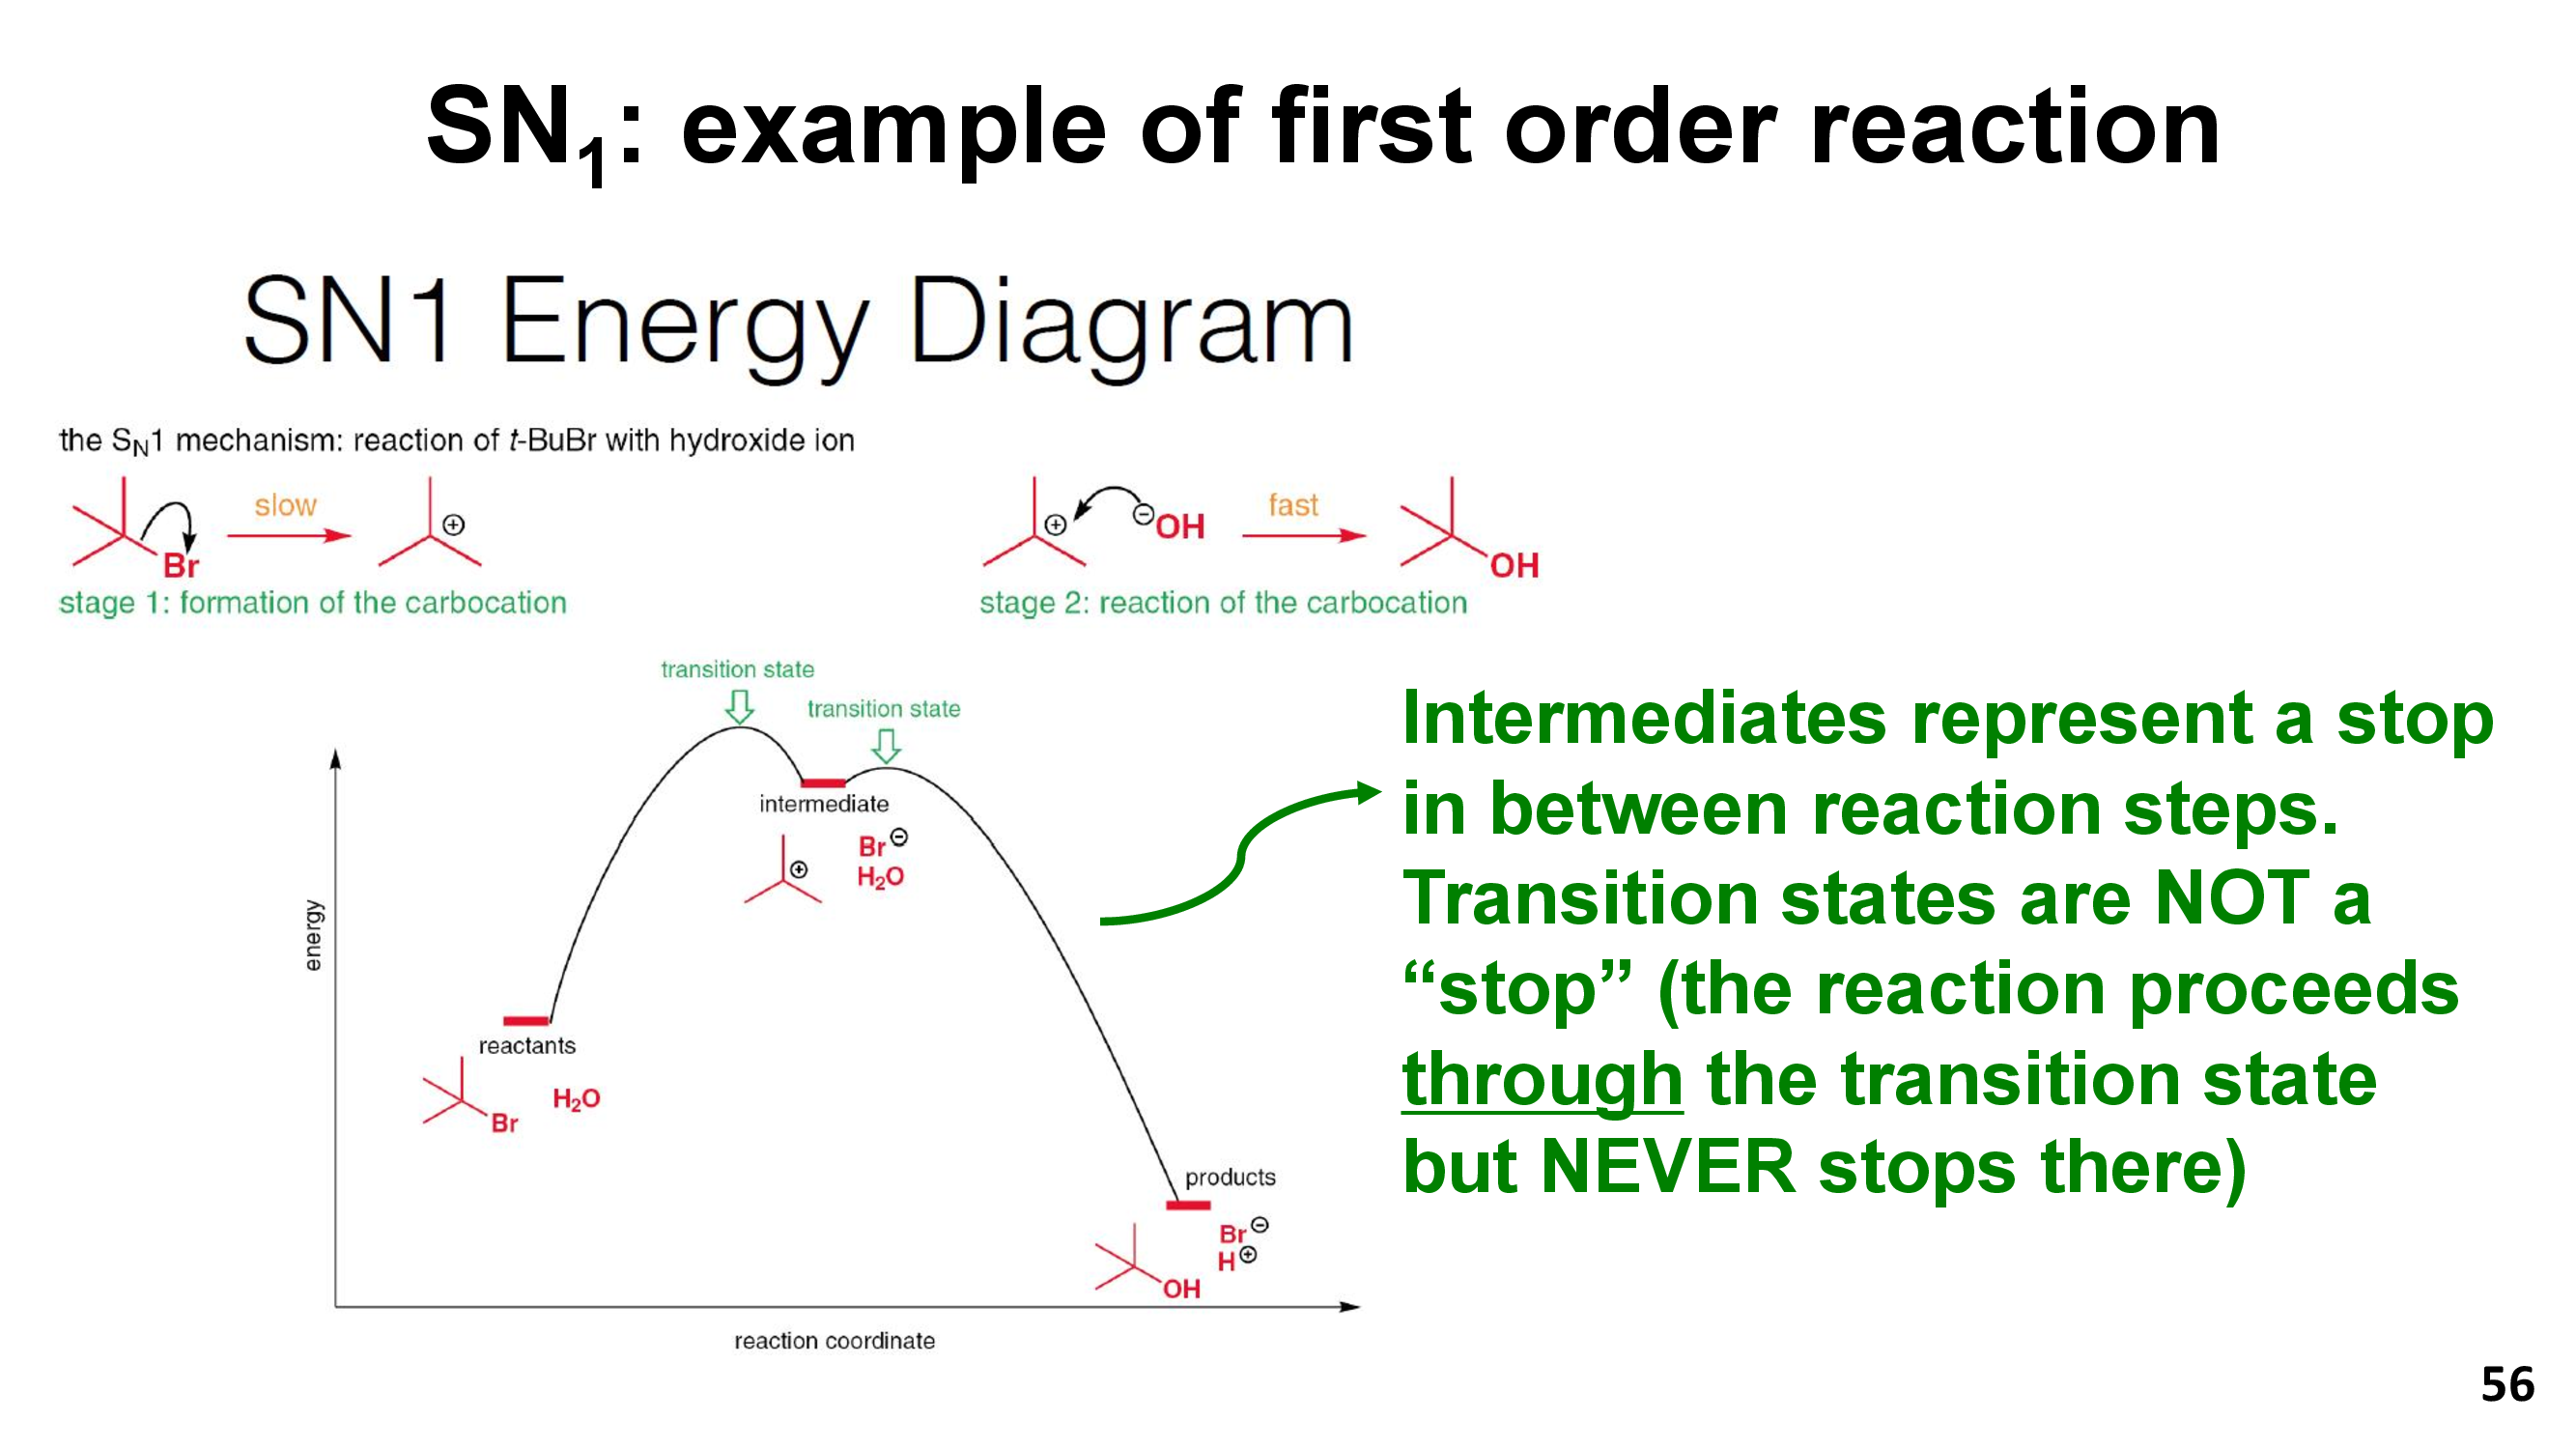 SN₁: example of first order reaction
SN1 Energy Diagram
the S_N1 mechanism: reaction of t-BuBr with hydroxide ion
slow
⊕
Br
stage 1: formation of the carbocation
⊕
⊖OH
fast
OH
stage 2: reaction of the carbocation
transition state
transition state
intermediate
⊕
Br⊖
H₂O
energy
reactants
H₂O
Br
products
Br⊖
H⊕
OH
reaction coordinate
Intermediates represent a stop
in between reaction steps.
Transition states are NOT a
“stop” (the reaction proceeds
through the transition state
but NEVER stops there)
56